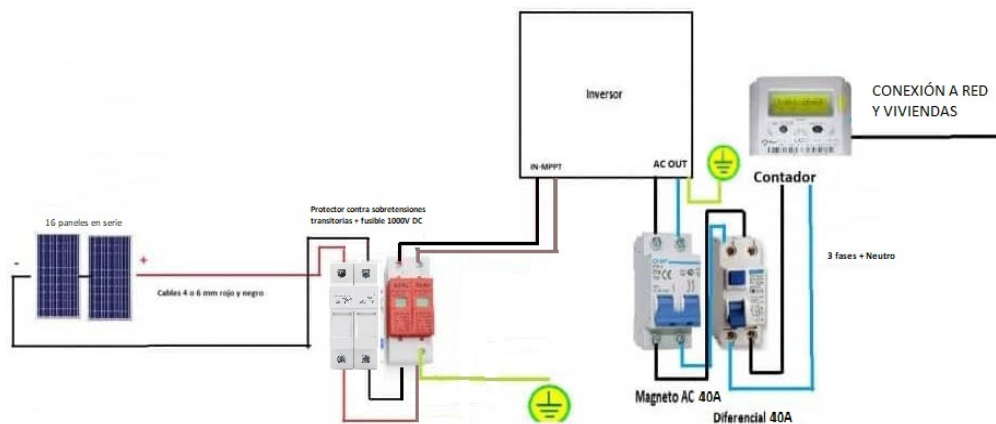 Inversor
IN-MPPT
AC OUT
CONEXIÓN A RED
Y VIVIENDAS
Contador
Protector contra sobretensiones
transitorias + fusible 1000V DC
16 paneles en serie
-
+
Cables 4 o 6 mm rojo y negro
3 fases + Neutro
Magneto AC 40A
Diferencial 40A